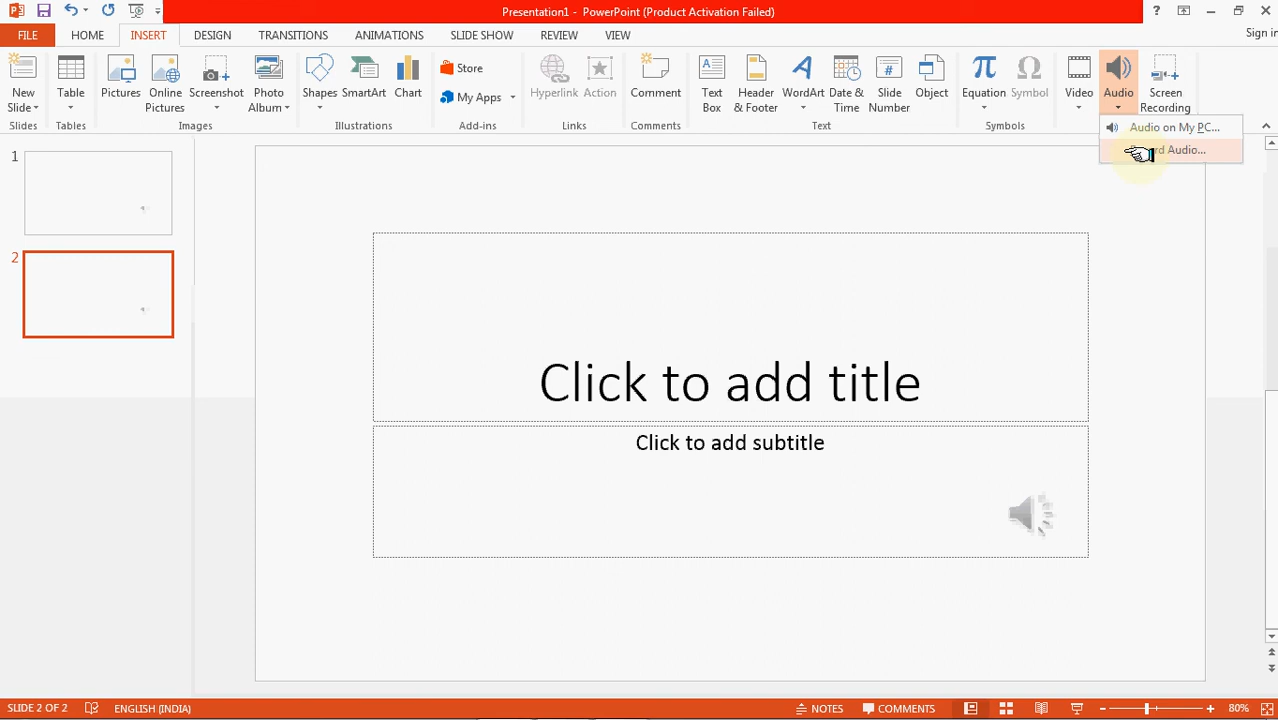 Presentation1 - PowerPoint (Product Activation Failed)
?
FILE HOME INSERT DESIGN TRANSITIONS ANIMATIONS SLIDE SHOW REVIEW VIEW
Sign in
New Slide
Table
Pictures
Online Pictures
Screenshot
Photo Album
Shapes
SmartArt
Chart
Store
My Apps
Hyperlink
Action
Comment
Text Box
Header & Footer
WordArt
Date & Time
Slide Number
Object
Equation
Symbol
Video
Audio
Screen Recording
Slides Tables Images Illustrations Add-ins Links Comments Text Symbols
Audio on My PC...
Audio...
1
2
Click to add title
Click to add subtitle
SLIDE 2 OF 2 ENGLISH (INDIA) NOTES COMMENTS 80%